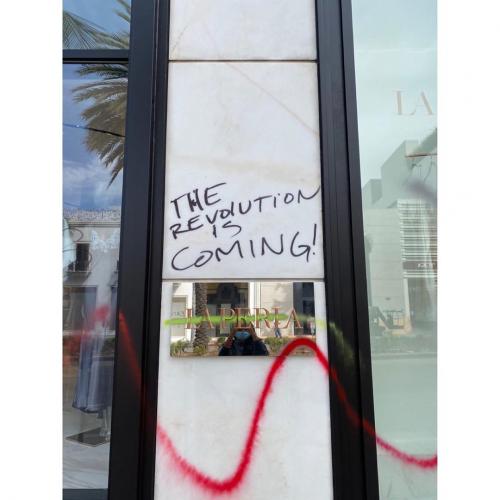 THE
REVOLUTION
IS
COMING!
LA PERLA
LA